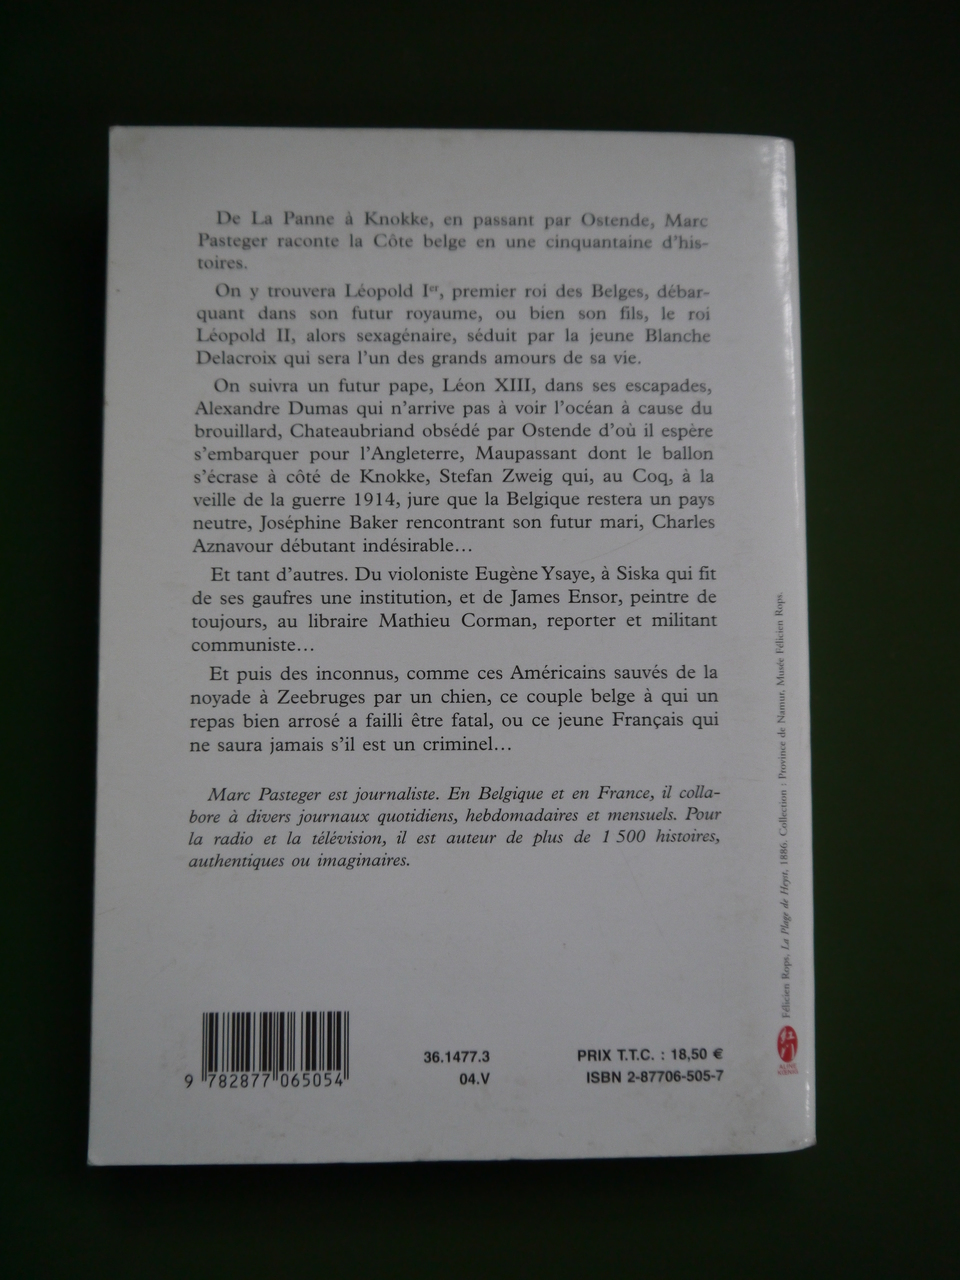 De La Panne à Knokke, en passant par Ostende, Marc
Pasteger raconte la Côte belge en une cinquantaine d'his-
toires.
On y trouvera Léopold Ier, premier roi des Belges, débar-
quant dans son futur royaume, ou bien son fils, le roi
Léopold II, alors sexagénaire, séduit par la jeune Blanche
Delacroix qui sera l'un des grands amours de sa vie.
On suivra un futur pape, Léon XIII, dans ses escapades,
Alexandre Dumas qui n'arrive pas à voir l'océan à cause du
brouillard, Chateaubriand obsédé par Ostende d'où il espère
s'embarquer pour l'Angleterre, Maupassant dont le ballon
s'écrase à côté de Knokke, Stefan Zweig qui, au Coq, à la
veille de la guerre 1914, jure que la Belgique restera un pays
neutre, Joséphine Baker rencontrant son futur mari, Charles
Aznavour débutant indésirable...
Et tant d'autres. Du violoniste Eugène Ysaye, à Siska qui fit
de ses gaufres une institution, et de James Ensor, peintre de
toujours, au libraire Mathieu Corman, reporter et militant
communiste...
Et puis des inconnus, comme ces Américains sauvés de la
noyade à Zeebruges par un chien, ce couple belge à qui un
repas bien arrosé a failli être fatal, ou ce jeune Français qui
ne saura jamais s'il est un criminel...
Marc Pasteger est journaliste. En Belgique et en France, il colla-
bore à divers journaux quotidiens, hebdomadaires et mensuels. Pour
la radio et la télévision, il est auteur de plus de 1 500 histoires,
authentiques ou imaginaires.
9 782877 065054
36.1477.3
04.V
PRIX T.T.C. : 18,50 €
ISBN 2-87706-505-7
Félicien Rops, La Plage de Heyst, 1886. Collection : Province de Namur, Musée Félicien Rops.